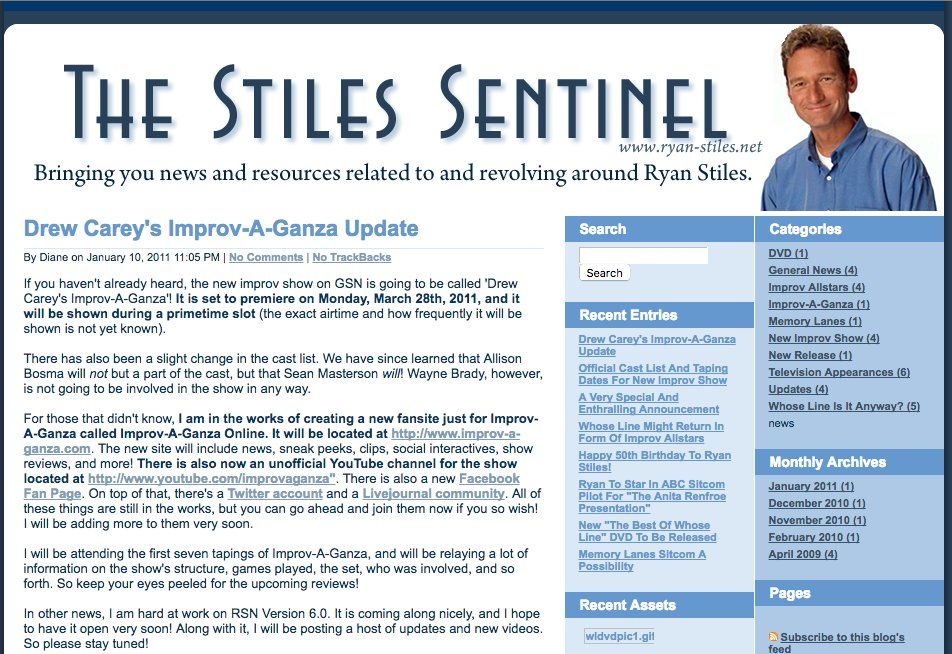 THE STILES SENTINEL
www.ryan-stiles.net
Bringing you news and resources related to and revolving around Ryan Stiles.
Drew Carey's Improv-A-Ganza Update
By Diane on January 10, 2011 11:05 PM | No Comments | No TrackBacks
If you haven't already heard, the new improv show on GSN is going to be called 'Drew
Carey's Improv-A-Ganza'! It is set to premiere on Monday, March 28th, 2011, and it
will be shown during a primetime slot (the exact airtime and how frequently it will be
shown is not yet known).
There has also been a slight change in the cast list. We have since learned that Allison
Bosma will not but a part of the cast, but that Sean Masterson will! Wayne Brady, however,
is not going to be involved in the show in any way.
For those that didn't know, I am in the works of creating a new fansite just for Improv-
A-Ganza called Improv-A-Ganza Online. It will be located at http://www.improv-a-
ganza.com. The new site will include news, sneak peeks, clips, social interactives, show
reviews, and more! There is also now an unofficial YouTube channel for the show
located at http://www.youtube.com/improvaganza". There is also a new Facebook
Fan Page. On top of that, there's a Twitter account and a Livejournal community. All of
these things are still in the works, but you can go ahead and join them now if you so wish!
I will be adding more to them very soon.
I will be attending the first seven tapings of Improv-A-Ganza, and will be relaying a lot of
information on the show's structure, games played, the set, who was involved, and so
forth. So keep your eyes peeled for the upcoming reviews!
In other news, I am hard at work on RSN Version 6.0. It is coming along nicely, and I hope
to have it open very soon! Along with it, I will be posting a host of updates and new videos.
So please stay tuned!
Search
Search
Recent Entries
Drew Carey's Improv-A-Ganza
Update
Official Cast List And Taping
Dates For New Improv Show
A Very Special And
Enthralling Announcement
Whose Line Might Return In
Form Of Improv Allstars
Happy 50th Birthday To Ryan
Stiles!
Ryan To Star In ABC Sitcom
Pilot For "The Anita Renfroe
Presentation"
New "The Best Of Whose
Line" DVD To Be Released
Memory Lanes Sitcom A
Possibility
Recent Assets
wldvdpic1.gif
Categories
DVD (1)
General News (4)
Improv Allstars (4)
Improv-A-Ganza (1)
Memory Lanes (1)
New Improv Show (4)
New Release (1)
Television Appearances (6)
Updates (4)
Whose Line Is It Anyway? (5)
news
Monthly Archives
January 2011 (1)
December 2010 (1)
November 2010 (1)
February 2010 (1)
April 2009 (4)
Pages
Subscribe to this blog's
feed